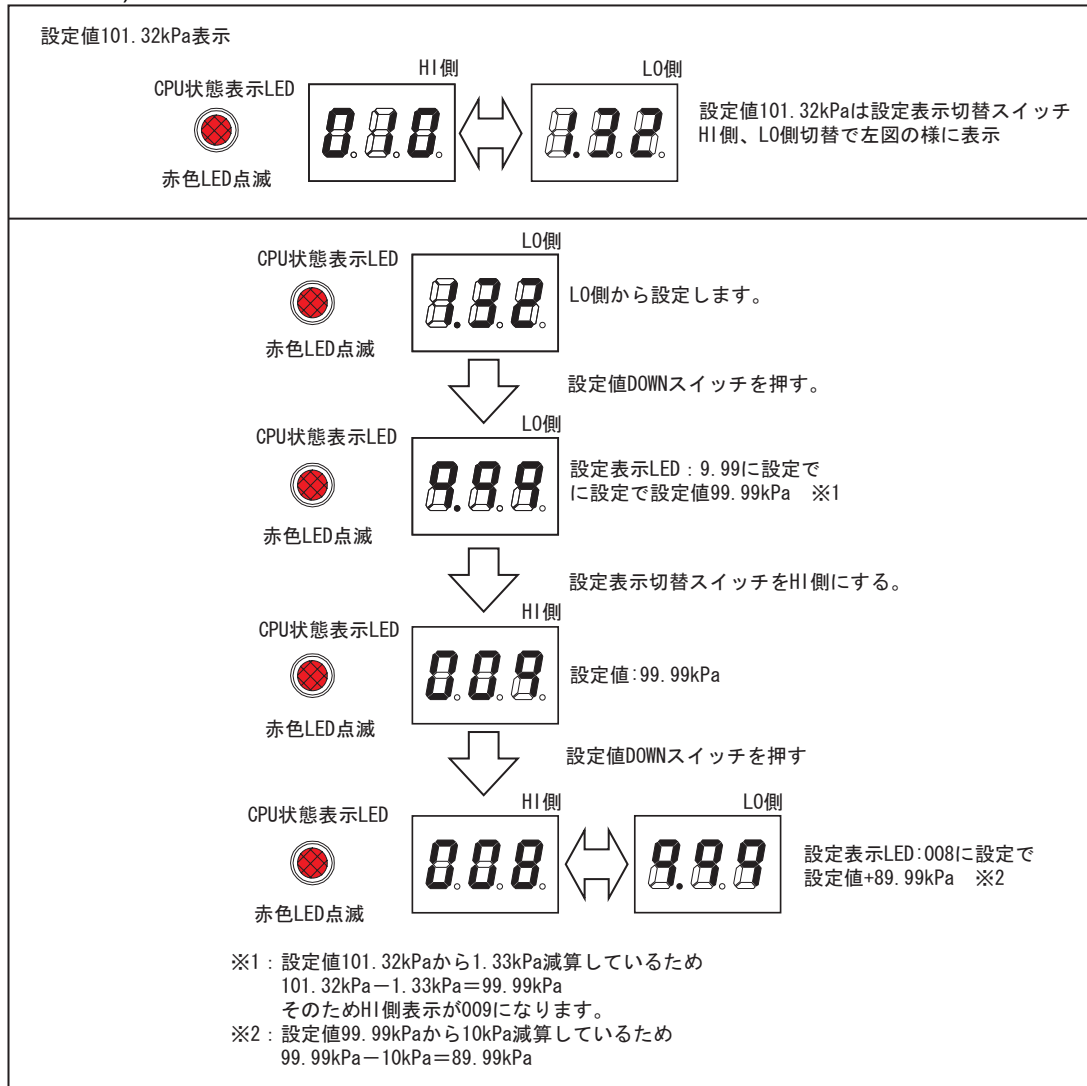 設定値101.32kPa表示
HI側
LO側
CPU状態表示LED
010
1.32
設定値101.32kPaは設定表示切替スイッチ
HI側、LO側切替で左図の様に表示
赤色LED点滅
LO側
CPU状態表示LED
1.32
LO側から設定します。
赤色LED点滅
設定値DOWNスイッチを押す。
LO側
CPU状態表示LED
9.99
設定表示LED：9.99に設定で
に設定で設定値99.99kPa　※1
赤色LED点滅
設定表示切替スイッチをHI側にする。
HI側
CPU状態表示LED
009
設定値:99.99kPa
赤色LED点滅
設定値DOWNスイッチを押す
HI側
LO側
CPU状態表示LED
008
9.99
設定表示LED:008に設定で
設定値+89.99kPa　※2
赤色LED点滅
※1：設定値101.32kPaから1.33kPa減算しているため
101.32kPa－1.33kPa＝99.99kPa
そのためHI側表示が009になります。
※2：設定値99.99kPaから10kPa減算しているため
99.99kPa－10kPa＝89.99kPa